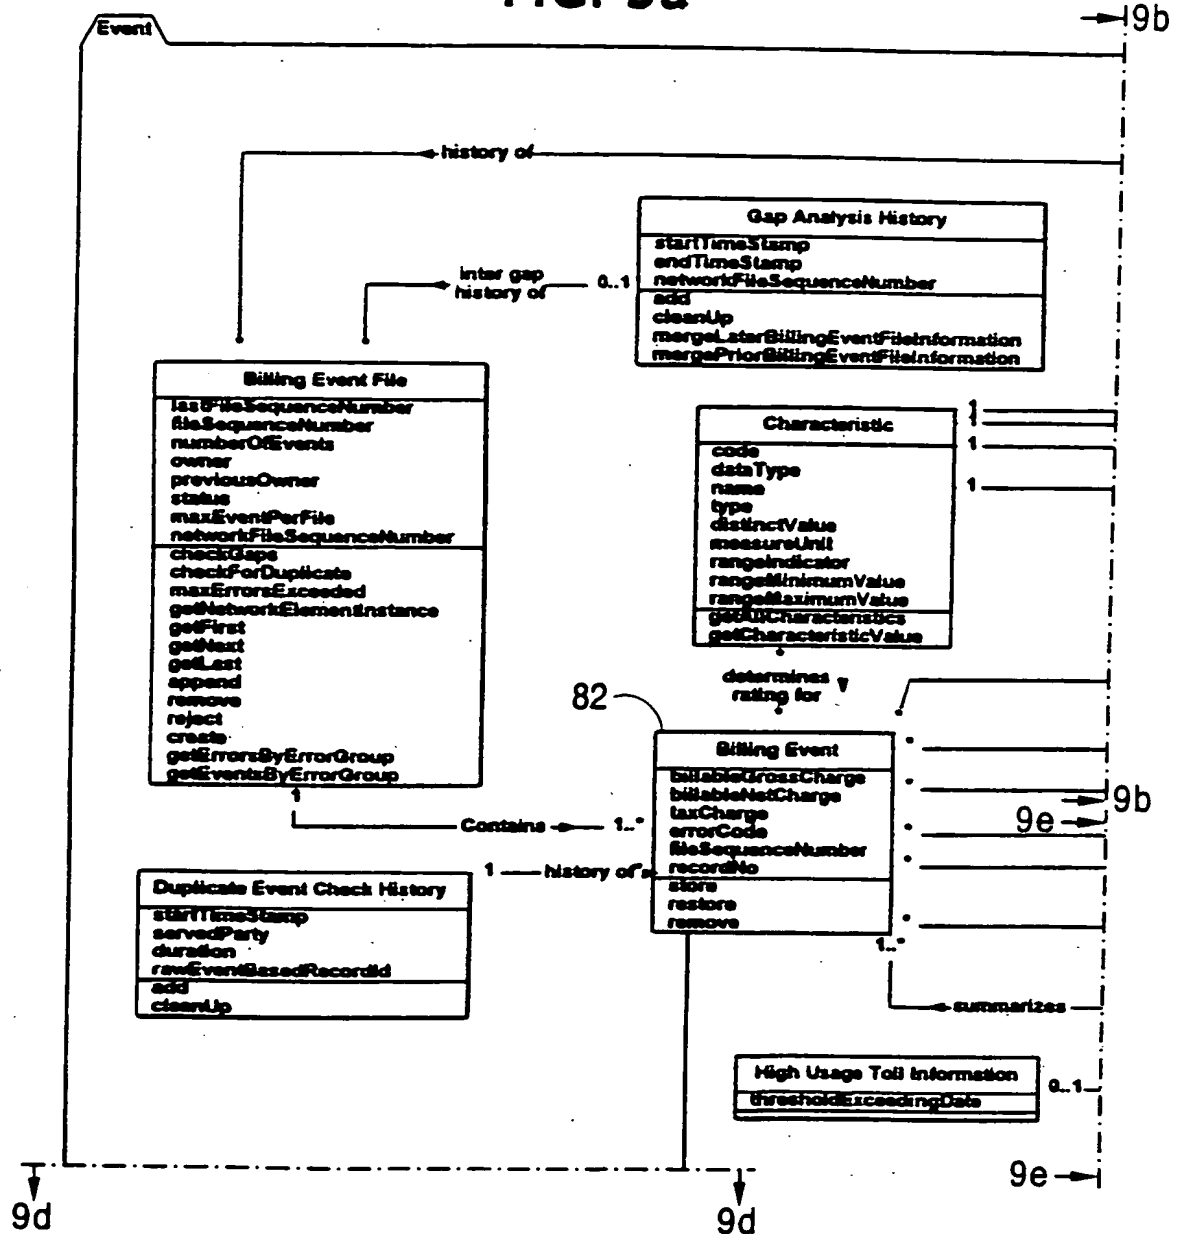 FIG. 9a
9b
Event
history of
Gap Analysis History
startTimeStamp
endTimeStamp
networkFileSequenceNumber
add
cleanUp
mergeLaterBillingEventFileInformation
mergePriorBillingEventFileInformation
inter gap
history of
0..1
*
*
Billing Event File
lastFileSequenceNumber
fileSequenceNumber
numberOfEvents
owner
previousOwner
status
maxEventPerFile
networkFileSequenceNumber
checkGaps
checkForDuplicate
maxErrorsExceeded
getNetworkElementInstance
getFirst
getNext
getLast
append
remove
reject
create
getErrorsByErrorGroup
getEventsByErrorGroup
Characteristic
code
dataType
name
type
distinctValue
measureUnit
rangeIndicator
rangeMinimumValue
rangeMaximumValue
getAllCharacteristics
getCharacteristicValue
1
1
1
1
*
determines
rating for
*
*
82
Billing Event
billableGrossCharge
billableNetCharge
taxCharge
errorCode
fileSequenceNumber
recordNo
store
restore
remove
*
*
*
*
*
1..*
9b
9e
1
Contains
1..*
1
history of
*
Duplicate Event Check History
startTimeStamp
servedParty
duration
rawEventBasedRecordId
add
cleanUp
summarizes
High Usage Toll Information
thresholdExceedingDate
0..1
9e
9d
9d